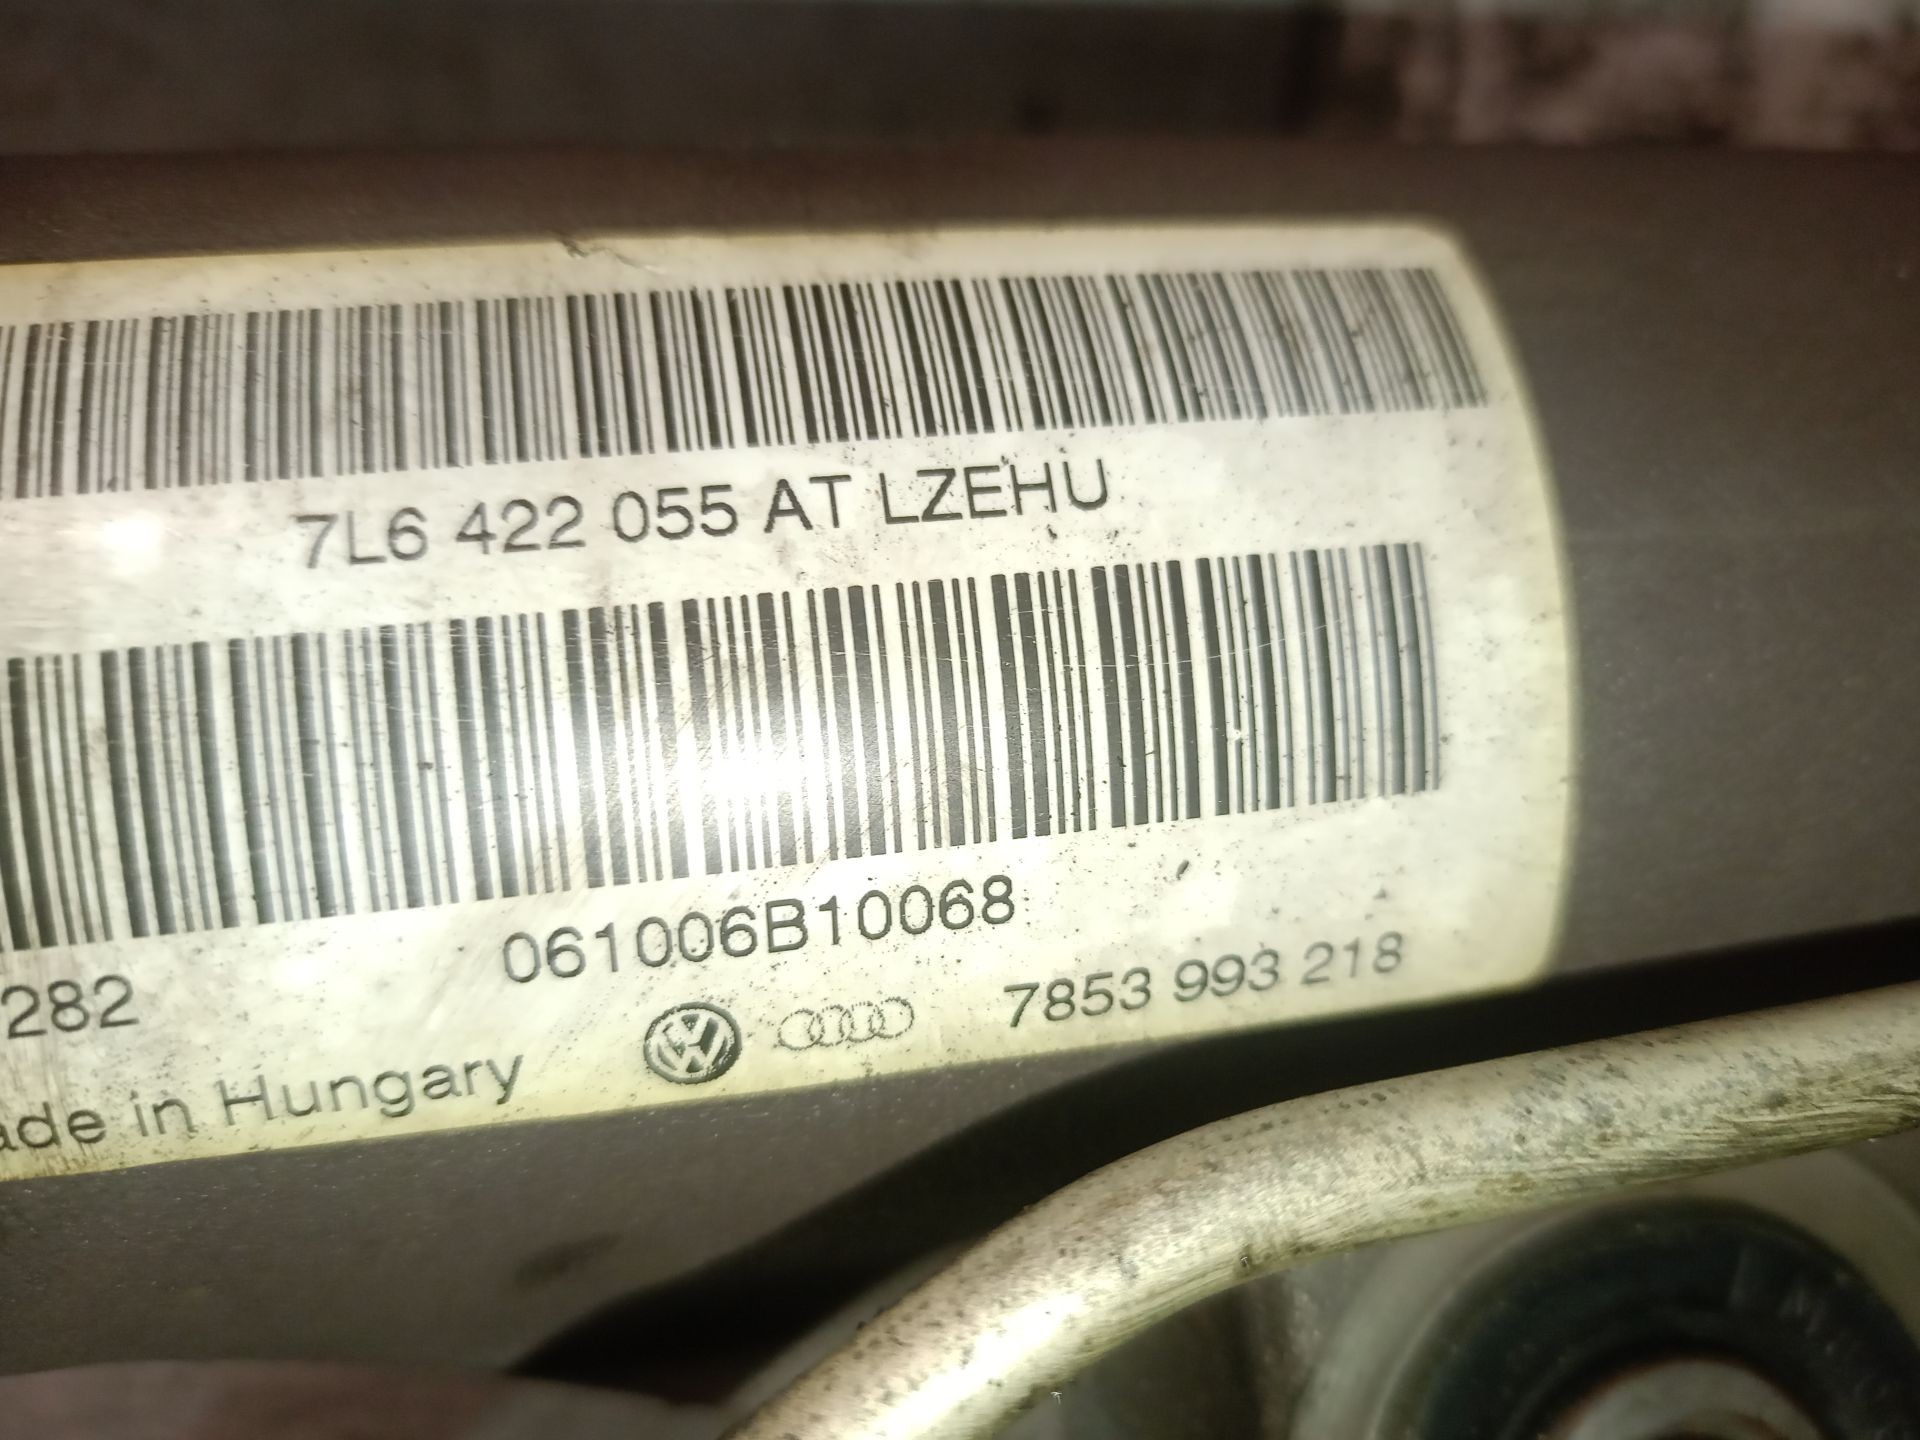 7L6 422 055 AT LZEHU
061006B10068
282
7853 993 218
ade in Hungary